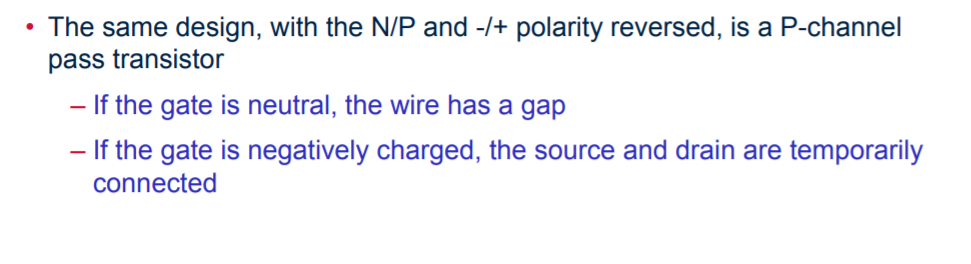 • The same design, with the N/P and -/+ polarity reversed, is a P-channel
pass transistor
– If the gate is neutral, the wire has a gap
– If the gate is negatively charged, the source and drain are temporarily
connected